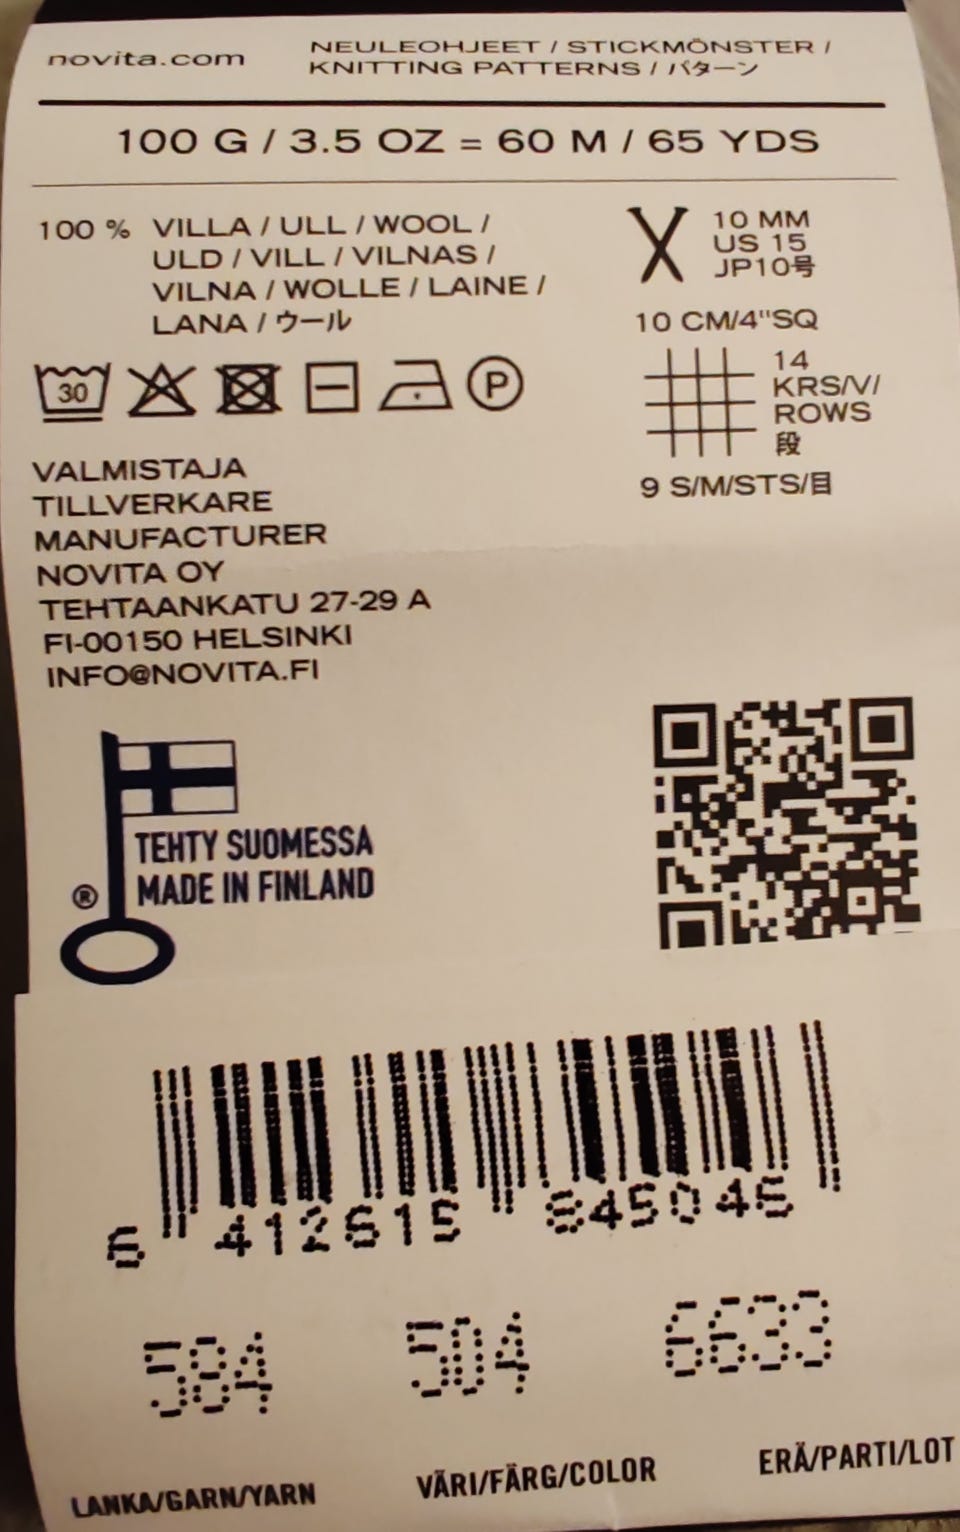 novita.com
NEULEOHJEET / STICKMÖNSTER /
KNITTING PATTERNS / パターン
100 G / 3.5 OZ = 60 M / 65 YDS
100 % VILLA / ULL / WOOL /
ULD / VILL / VILNAS /
VILNA / WOLLE / LAINE /
LANA / ウール
10 MM
US 15
JP10号
10 CM/4"SQ
14
KRS/V/
ROWS
段
9 S/M/STS/目
30
P
VALMISTAJA
TILLVERKARE
MANUFACTURER
NOVITA OY
TEHTAANKATU 27-29 A
FI-00150 HELSINKI
INFO@NOVITA.FI
TEHTY SUOMESSA
® MADE IN FINLAND
6 412615 845046
584 504 6633
LANKA/GARN/YARN VÄRI/FÄRG/COLOR ERÄ/PARTI/LOT